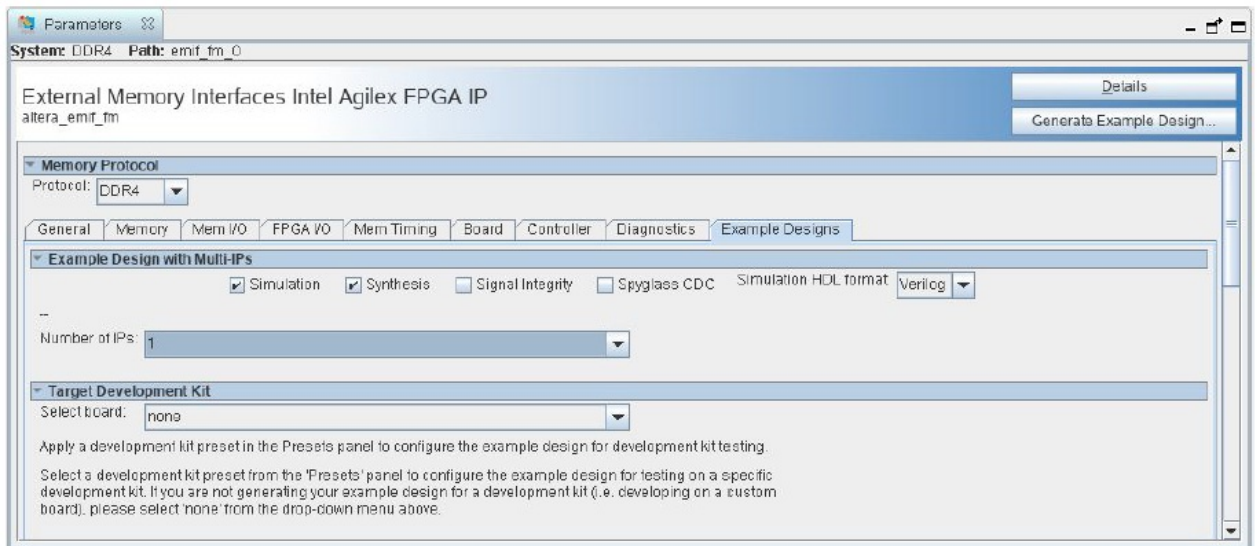 Parameters
System: DDR4 Path: emif_fm_0
External Memory Interfaces Intel Agilex FPGA IP
altera_emif_fm
Details
Generate Example Design...
Memory Protocol
Protocol: DDR4
General Memory Mem I/O FPGA I/O Mem Timing Board Controller Diagnostics Example Designs
Example Design with Multi-IPs
Simulation Synthesis Signal Integrity Spyglass CDC Simulation HDL format Verilog
--
Number of IPs: 1
Target Development Kit
Select board: none
Apply a development kit preset in the Presets panel to configure the example design for development kit testing.
Select a development kit preset from the 'Presets' panel to configure the example design for testing on a specific
development kit. If you are not generating your example design for a development kit (i.e. developing on a custom
board), please select 'none' from the drop-down menu above.